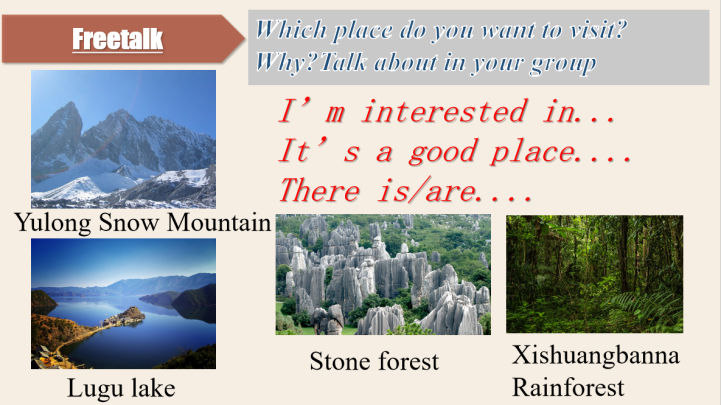 Freetalk
Which place do you want to visit?
Why? Talk about in your group
I'm interested in...
It's a good place....
There is/are....
Yulong Snow Mountain
Lugu lake
Stone forest
Xishuangbanna
Rainforest